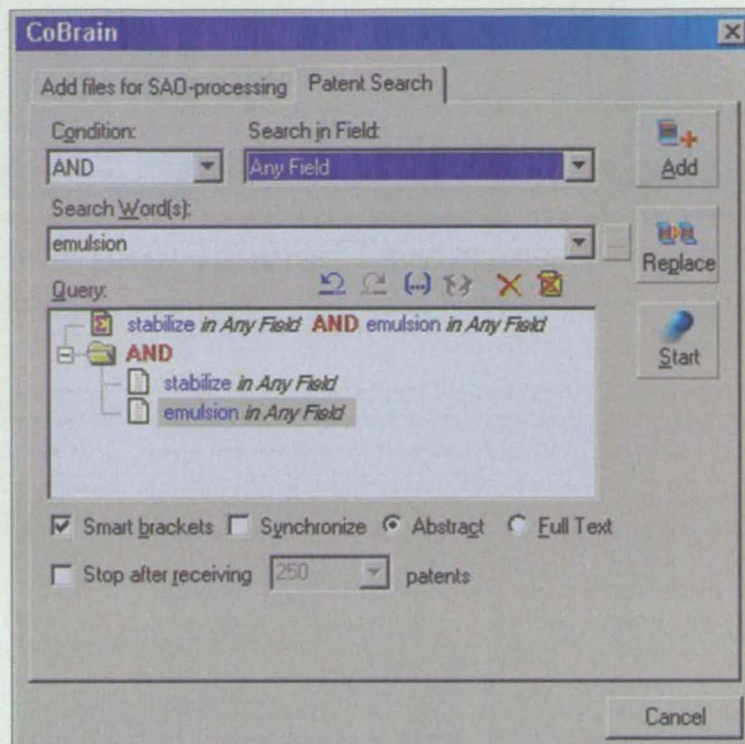 CoBrain
Add files for SAO-processing Patent Search
Condition: Search in Field:
AND Any Field
Add
Search Word(s):
emulsion ...
Replace
Query:
stabilize in Any Field AND emulsion in Any Field
AND
Start
stabilize in Any Field
emulsion in Any Field
Smart brackets Synchronize Abstract Full Text
Stop after receiving 250 patents
Cancel